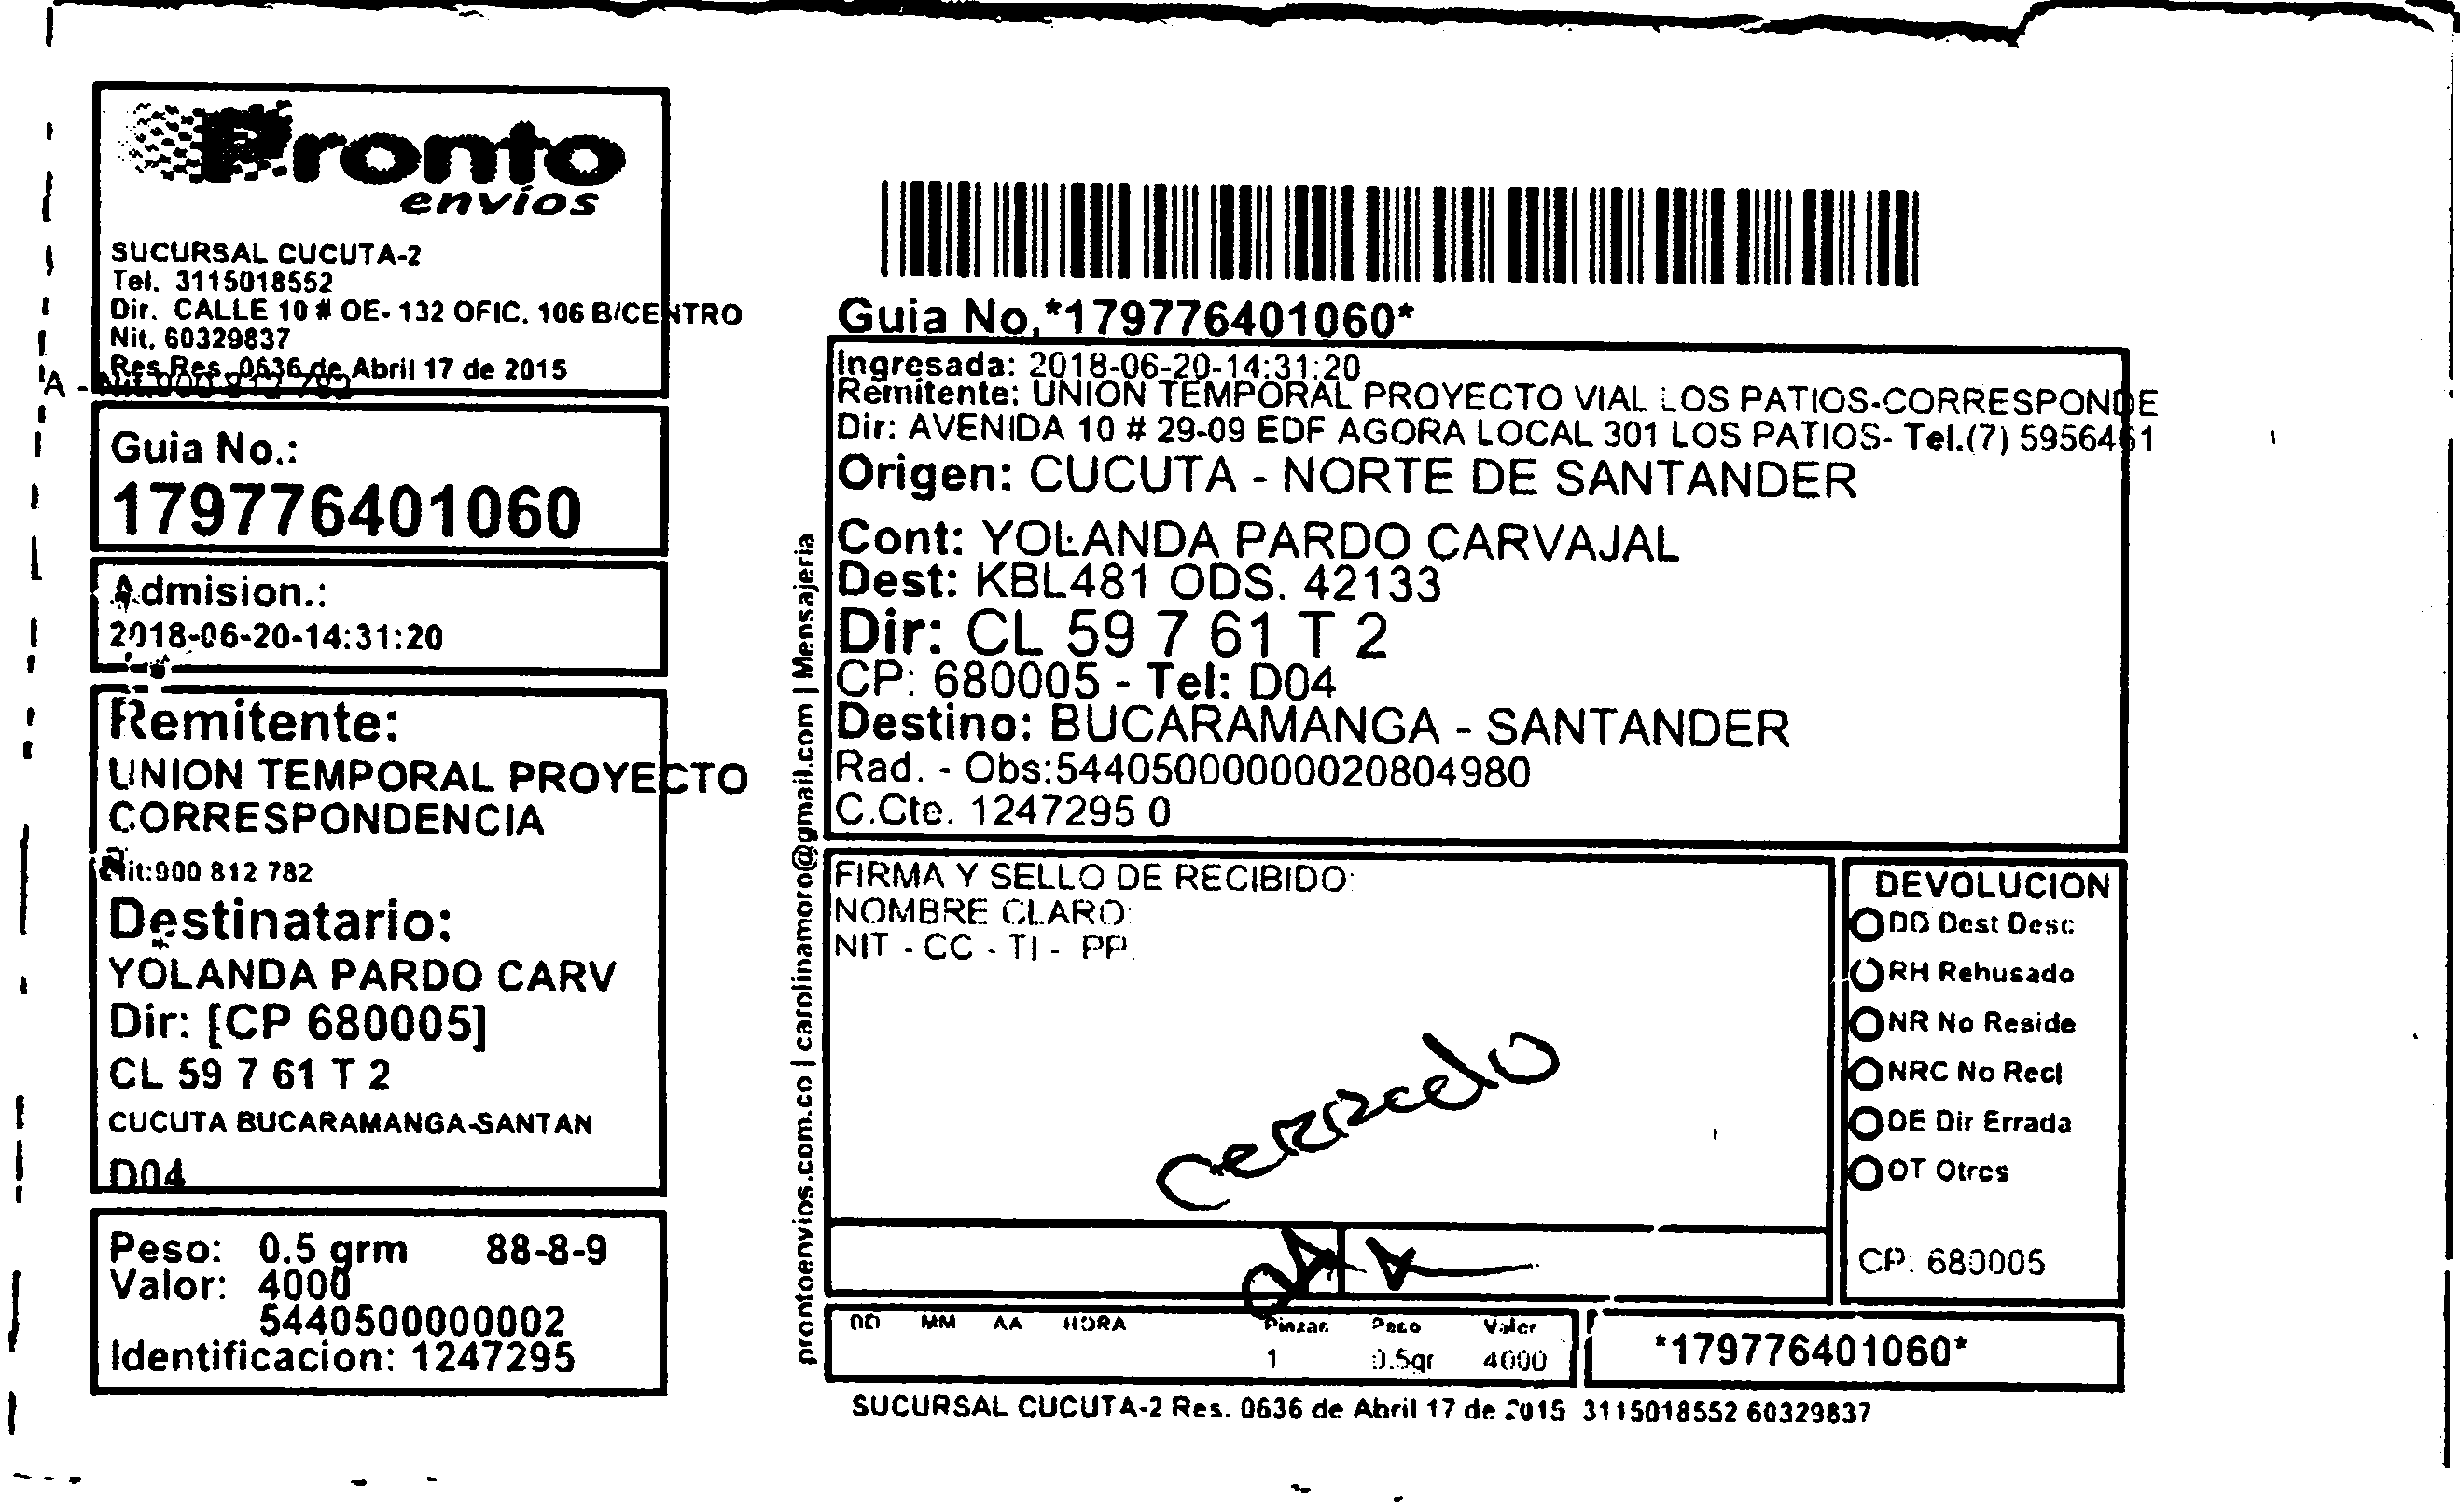 Pronto
envíos
SUCURSAL CUCUTA-2
Tel. 3115018552
Dir. CALLE 10 # OE- 132 OFIC. 106 B/CENTRO
Nit. 60329837
Res Res. 0636 de Abril 17 de 2015
A - Nit.900 812 782
Guia No.:
179776401060
Admision.:
2018-06-20-14:31:20
Remitente:
UNION TEMPORAL PROYECTO
CORRESPONDENCIA
Nit:900 812 782
Destinatario:
YOLANDA PARDO CARV
Dir: [CP 680005]
CL 59 7 61 T 2
CUCUTA BUCARAMANGA-SANTAN
D04
Peso: 0.5 grm 88-8-9
Valor: 4000
5440500000002
Identificacion: 1247295
prontoenvios.com.co | carolinamoro@gmail.com | Mensajeria
Guia No.*179776401060*
Ingresada: 2018-06-20-14:31:20
Remitente: UNION TEMPORAL PROYECTO VIAL LOS PATIOS-CORRESPONDE
Dir: AVENIDA 10 # 29-09 EDF AGORA LOCAL 301 LOS PATIOS- Tel.(7) 5956461
Origen: CUCUTA - NORTE DE SANTANDER
Cont: YOLANDA PARDO CARVAJAL
Dest: KBL481 ODS. 42133
Dir: CL 59 7 61 T 2
CP: 680005 - Tel: D04
Destino: BUCARAMANGA - SANTANDER
Rad. - Obs:544050000000020804980
C.Cte. 1247295 0
FIRMA Y SELLO DE RECIBIDO:
NOMBRE CLARO:
NIT - CC - TI - PP.
Cerrado
DEVOLUCION
DD Dest Desc
RH Rehusado
NR No Reside
NRC No Recl
DE Dir Errada
OT Otros
CP: 680005
DD MM AA HORA Piezas Peso Valor
1 0.5gr 4000
*179776401060*
SUCURSAL CUCUTA-2 Res. 0636 de Abril 17 de 2015 3115018552 60329837